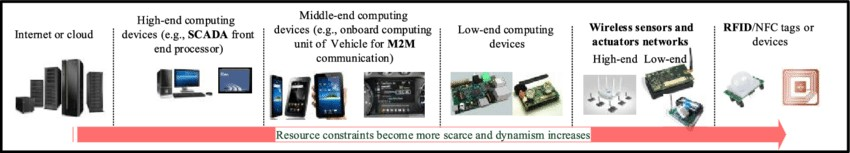 Internet or cloud
High-end computing
devices (e.g., SCADA front
end processor)
Middle-end computing
devices (e.g., onboard computing
unit of Vehicle for M2M
communication)
Low-end computing
devices
Wireless sensors and
actuators networks
High-end Low-end
RFID/NFC tags or
devices
Resource constraints become more scarce and dynamism increases